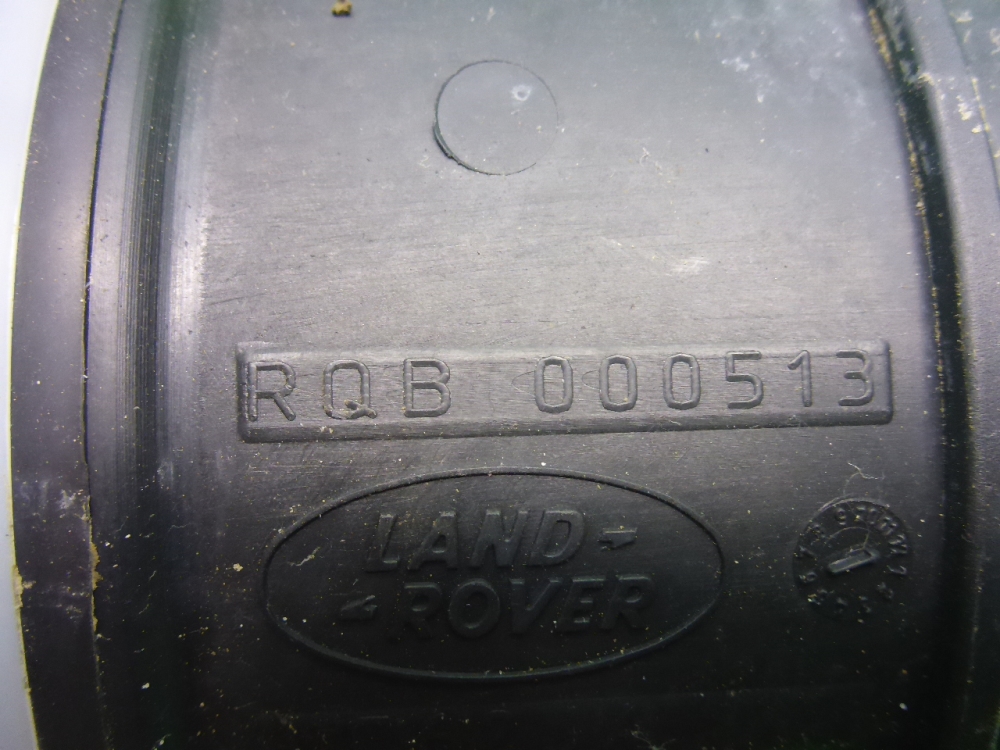 RQB 000513
LAND-
ROVER